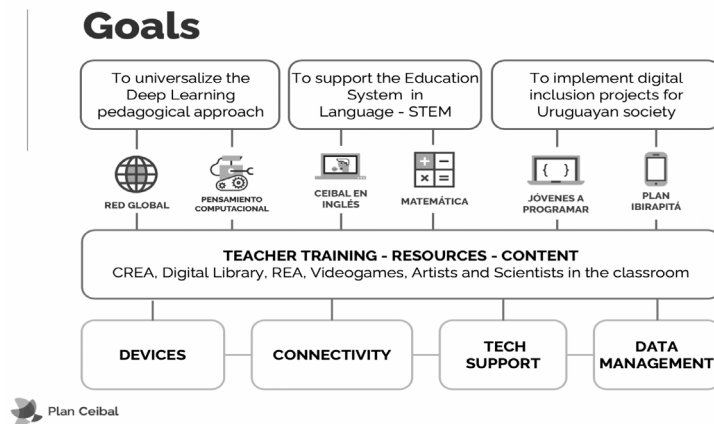 Goals
To universalize the
Deep Learning
pedagogical approach
To support the Education
System in
Language - STEM
To implement digital
inclusion projects for
Uruguayan society
RED GLOBAL
PENSAMIENTO
COMPUTACIONAL
CEIBAL EN
INGLÉS
MATEMÁTICA
JÓVENES A
PROGRAMAR
PLAN
IBIRAPITÁ
TEACHER TRAINING - RESOURCES - CONTENT
CREA, Digital Library, REA, Videogames, Artists and Scientists in the classroom
DEVICES
CONNECTIVITY
TECH
SUPPORT
DATA
MANAGEMENT
Plan Ceibal